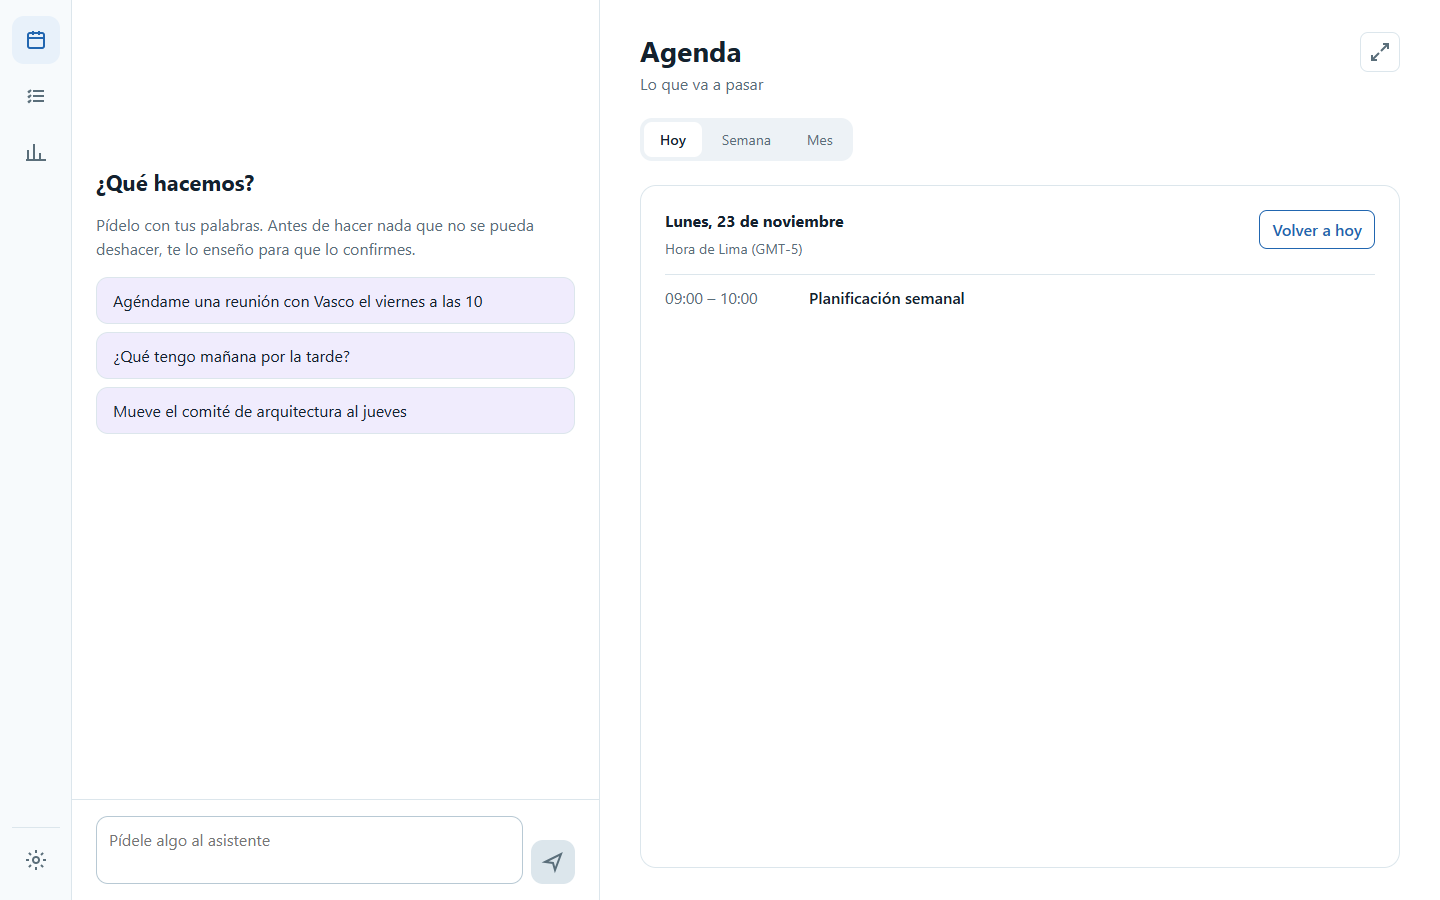 ¿Qué hacemos?
Pídelo con tus palabras. Antes de hacer nada que no se pueda
deshacer, te lo enseño para que lo confirmes.
Agéndame una reunión con Vasco el viernes a las 10
¿Qué tengo mañana por la tarde?
Mueve el comité de arquitectura al jueves
Pídele algo al asistente
Agenda
Lo que va a pasar
Hoy
Semana
Mes
Lunes, 23 de noviembre
Hora de Lima (GMT-5)
Volver a hoy
09:00 – 10:00
Planificación semanal